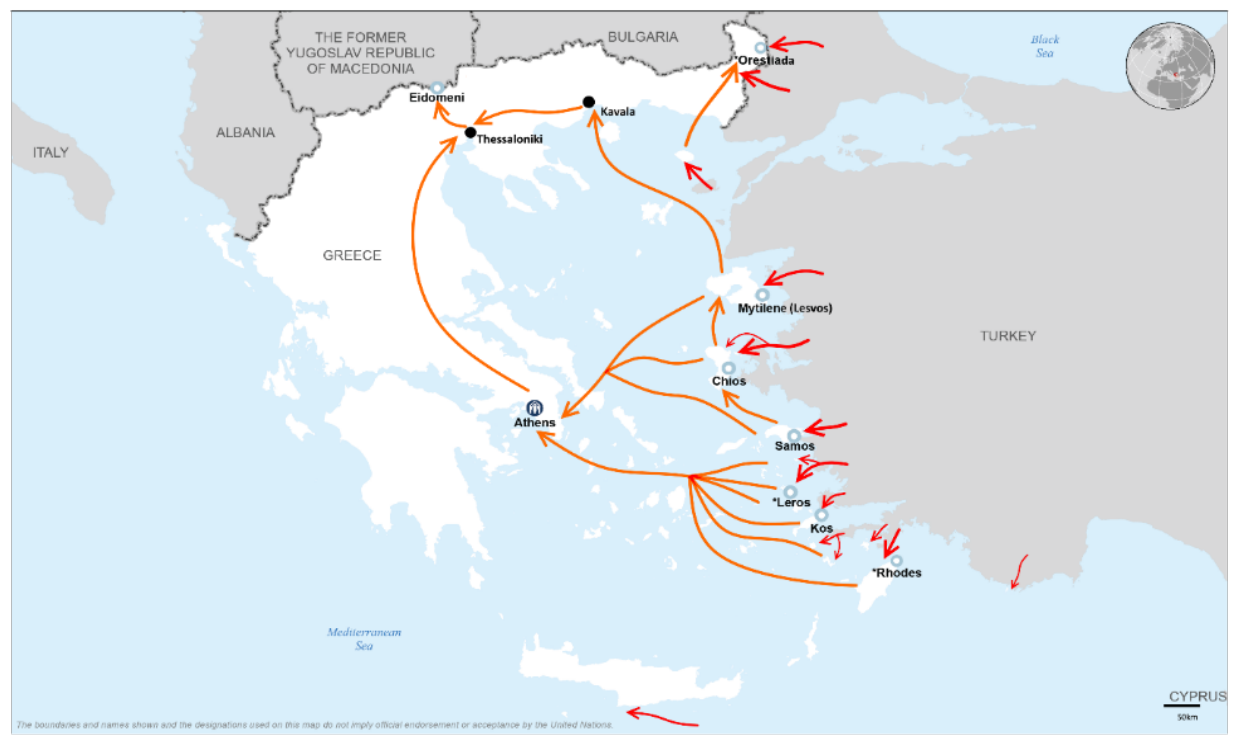 THE FORMER
YUGOSLAV REPUBLIC
OF MACEDONIA
BULGARIA
Black
Sea
*Orestiada
Eidomeni
Kavala
ALBANIA
Thessaloniki
ITALY
GREECE
Mytilene (Lesvos)
TURKEY
Chios
Athens
Samos
*Leros
Kos
*Rhodes
Mediterranean
Sea
CYPRUS
50km
The boundaries and names shown and the designations used on this map do not imply official endorsement or acceptance by the United Nations.